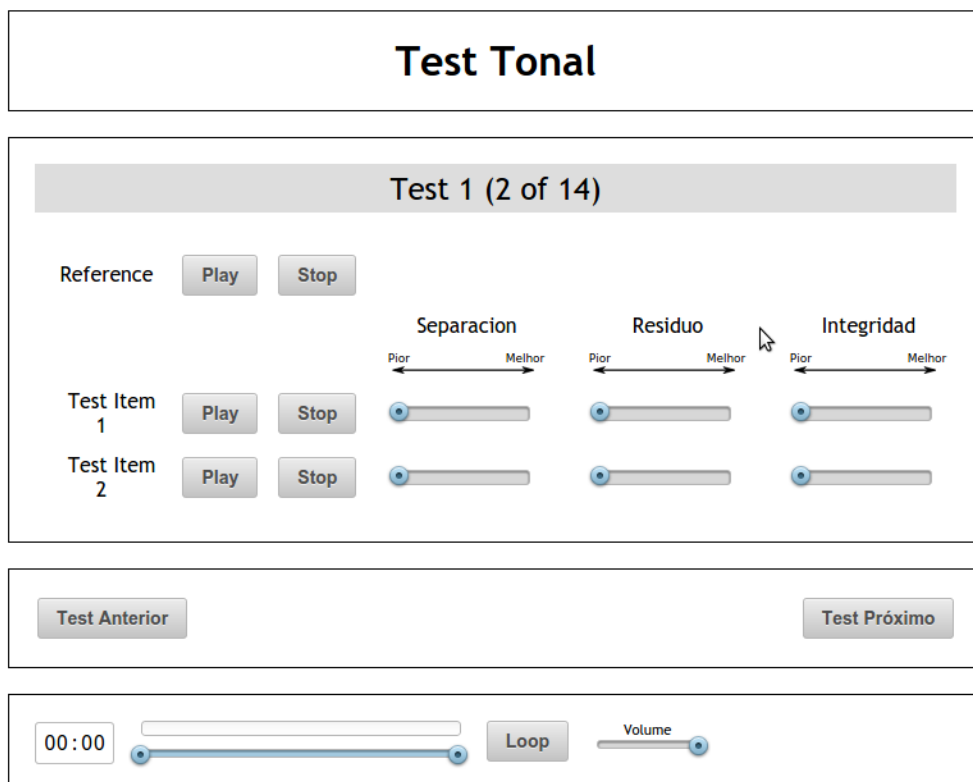 Test Tonal
Test 1 (2 of 14)
Reference Play Stop
Separacion Residuo Integridad
Pior Melhor Pior Melhor Pior Melhor
Test Item
1
Play Stop
Test Item
2
Play Stop
Test Anterior Test Próximo
00:00 Loop Volume